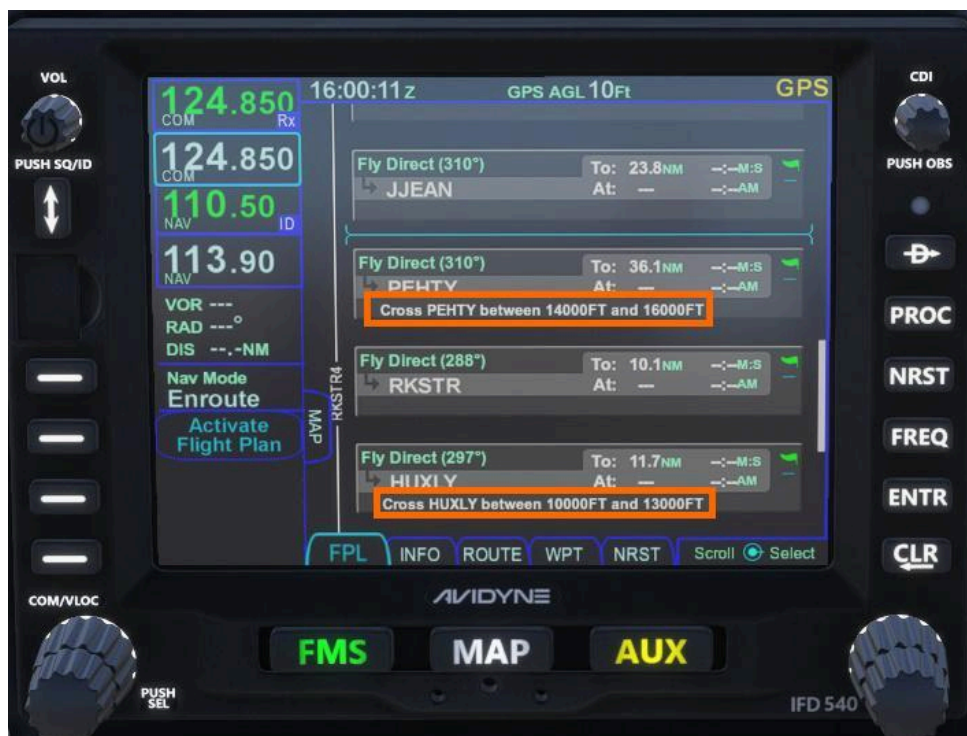 VOL
CDI
PUSH SQ/ID
PUSH OBS
124.850
COM Rx
124.850
COM
110.50
NAV ID
113.90
NAV
VOR ---
RAD ---°
DIS --.-NM
Nav Mode
Enroute
Activate
Flight Plan
16:00:11Z GPS AGL 10FT GPS
Fly Direct (310°) To: 23.8NM --:--M:S
JJEAN At: --- --:--AM
Fly Direct (310°) To: 36.1NM --:--M:S
PEHTY At: --- --:--AM
Cross PEHTY between 14000FT and 16000FT
Fly Direct (288°) To: 10.1NM --:--M:S
RKSTR At: --- --:--AM
Fly Direct (297°) To: 11.7NM --:--M:S
HUXLY At: --- --:--AM
Cross HUXLY between 10000FT and 13000FT
RKSTR4
MAP
FPL INFO ROUTE WPT NRST Scroll Select
D
PROC
NRST
FREQ
ENTR
CLR
COM/VLOC
AVIDYNE
FMS MAP AUX
PUSH
SEL
IFD 540